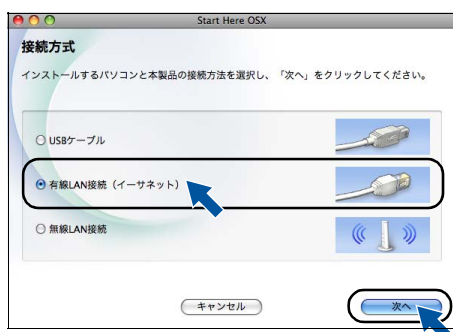 Start Here OSX
接続方式
インストールするパソコンと本製品の接続方法を選択し、「次へ」をクリックしてください。
USBケーブル
有線LAN接続（イーサネット）
無線LAN接続
キャンセル
次へ